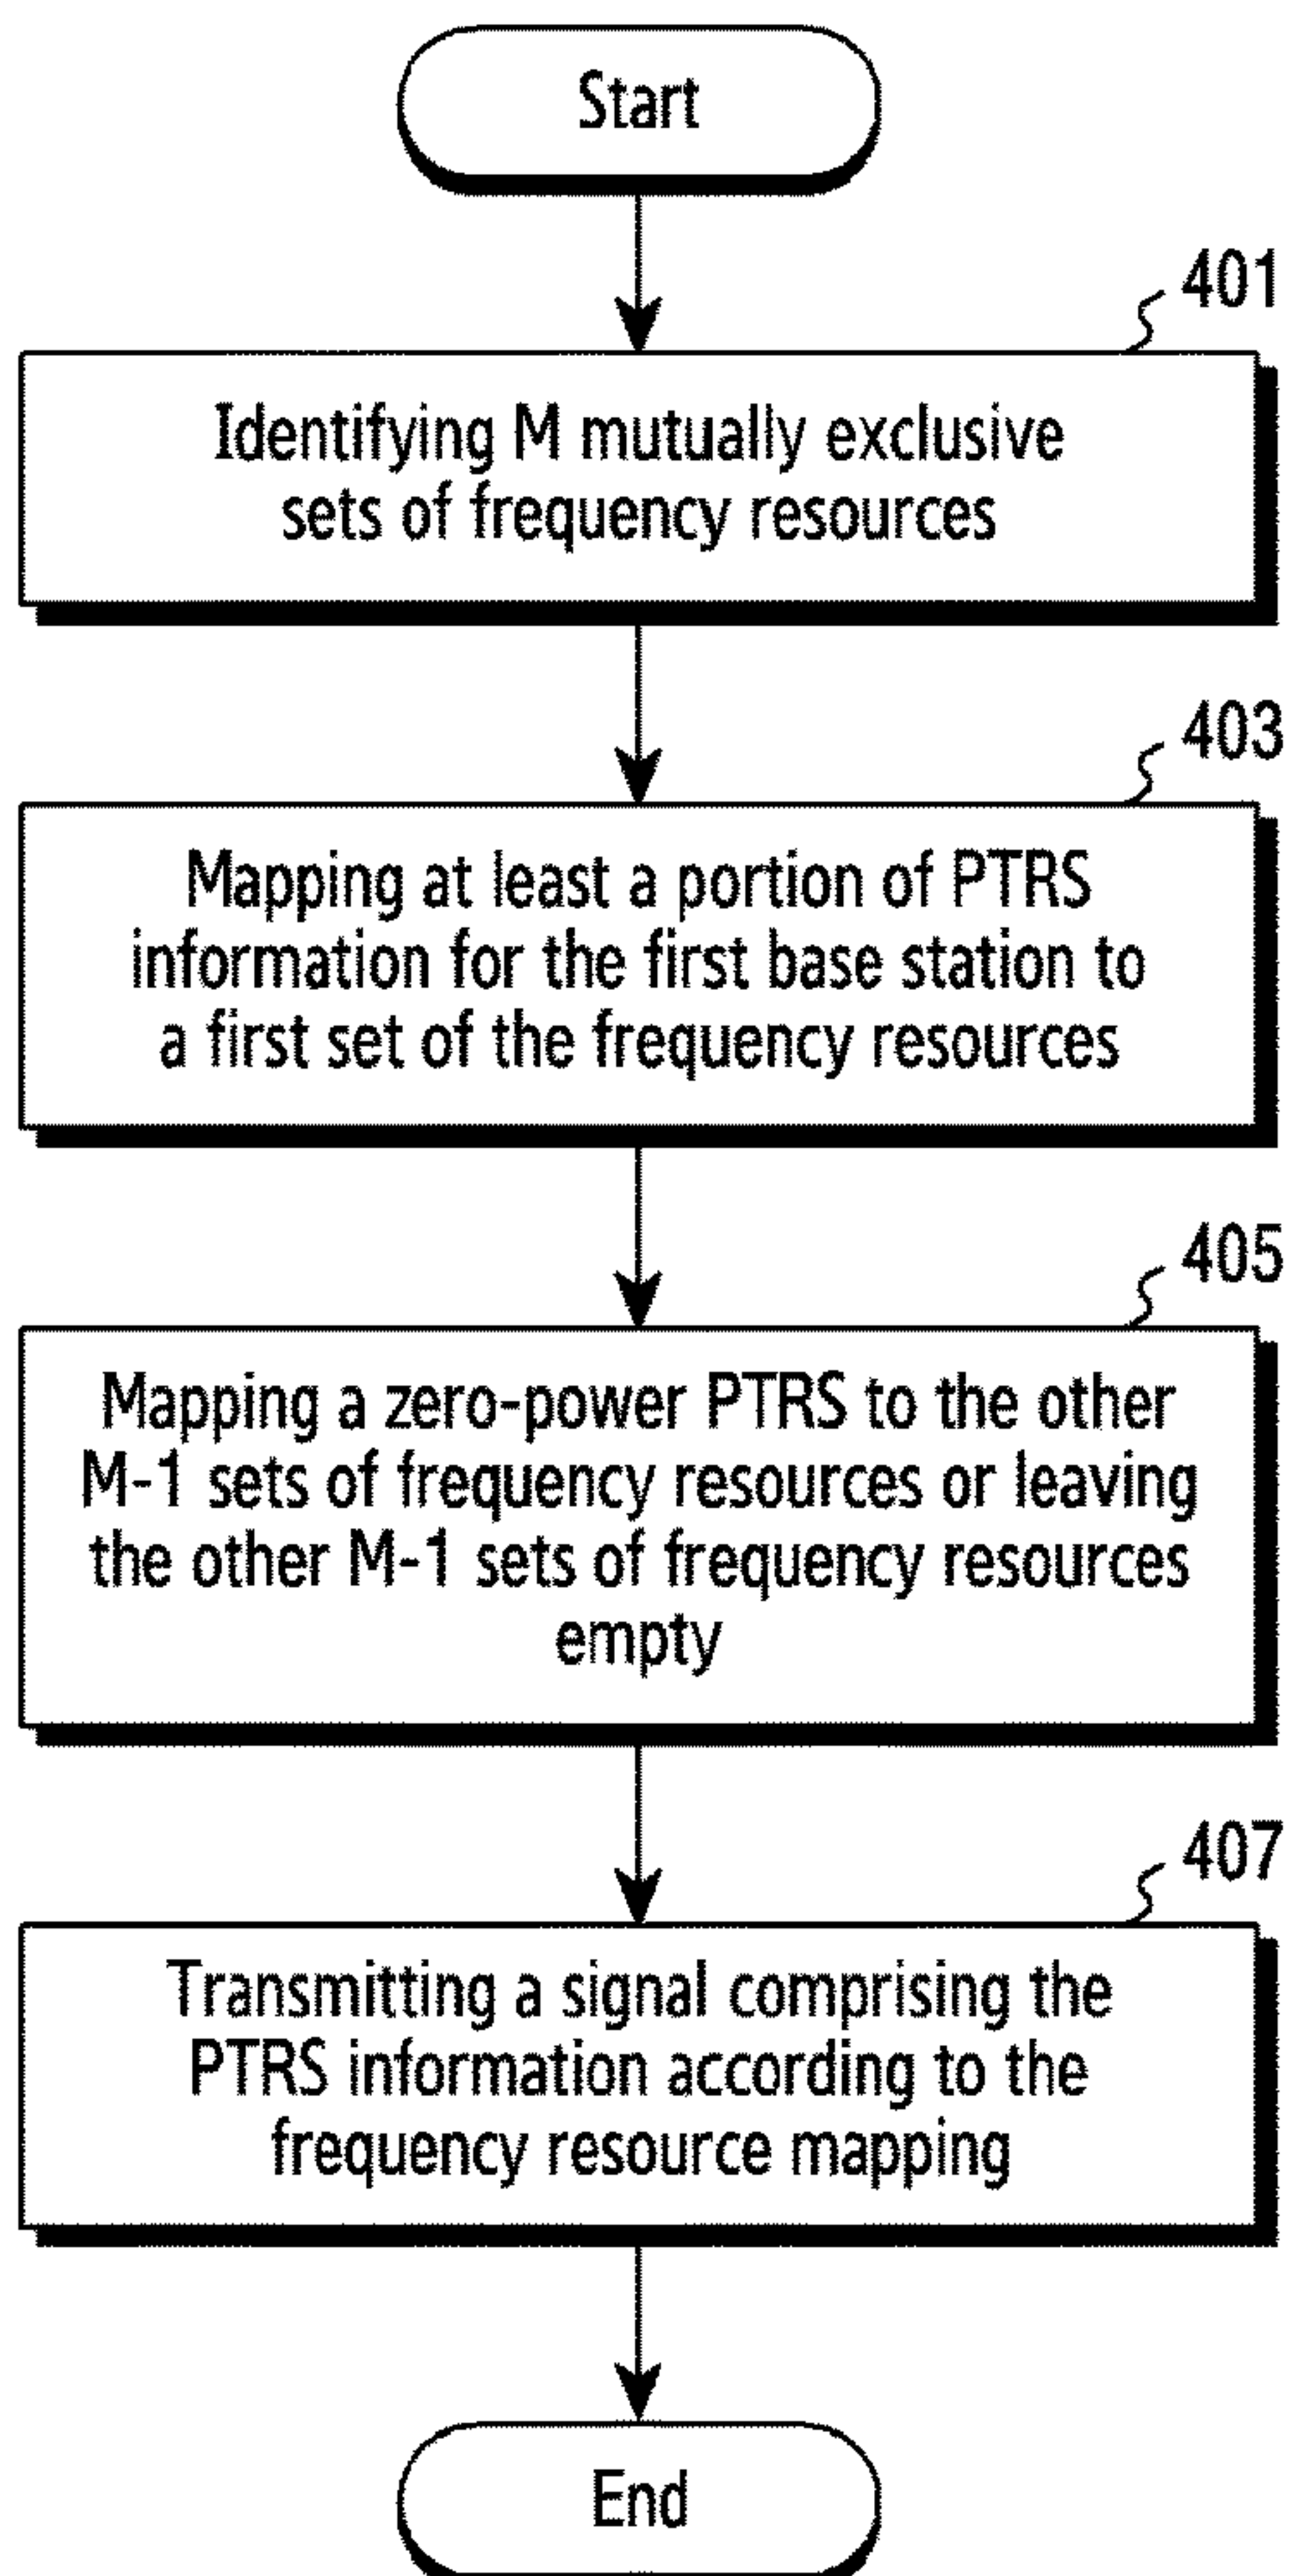 Start
401
Identifying M mutually exclusive
sets of frequency resources
403
Mapping at least a portion of PTRS
information for the first base station to
a first set of the frequency resources
405
Mapping a zero-power PTRS to the other
M-1 sets of frequency resources or leaving
the other M-1 sets of frequency resources
empty
407
Transmitting a signal comprising the
PTRS information according to the
frequency resource mapping
End